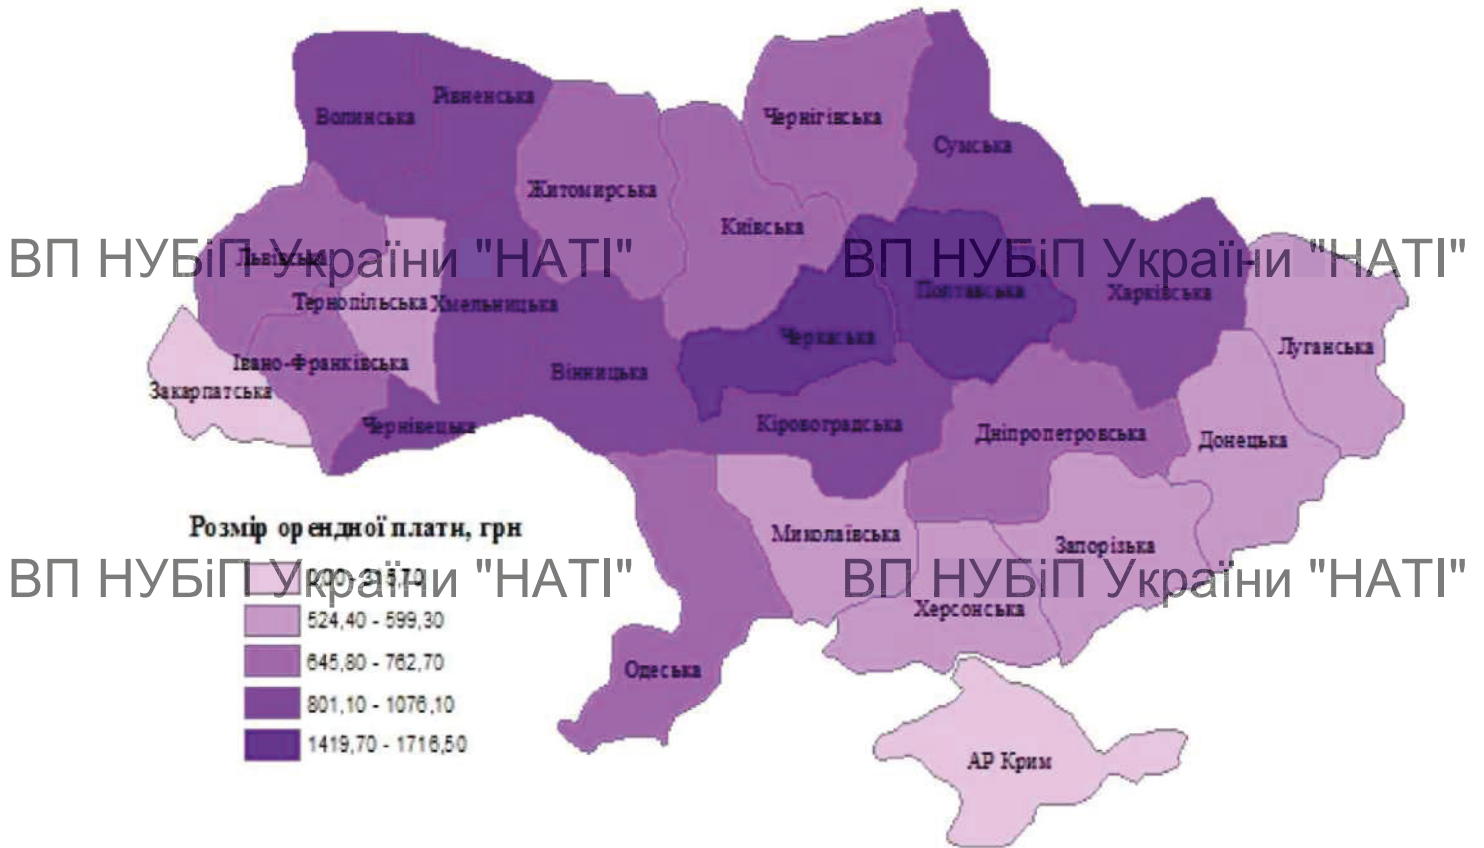 Волинська
Рівненська
Чернігівська
Сумська
Житомирська
Київська
ВП НУБіП України "НАТІ"
ВП НУБіП України "НАТІ"
Львівська
Тернопільська
Хмельницька
Полтавська
Харківська
Черкаська
Луганська
Івано-Франківська
Закарпатська
Вінницька
Чернівецька
Кіровоградська
Дніпропетровська
Донецька
Розмір орендної плати, грн
Миколаївська
Запорізька
ВП НУБіП України "НАТІ"
ВП НУБіП України "НАТІ"
Херсонська
524,40 - 599,30
645,80 - 762,70
801,10 - 1076,10
1419,70 - 1716,50
Одеська
АР Крим